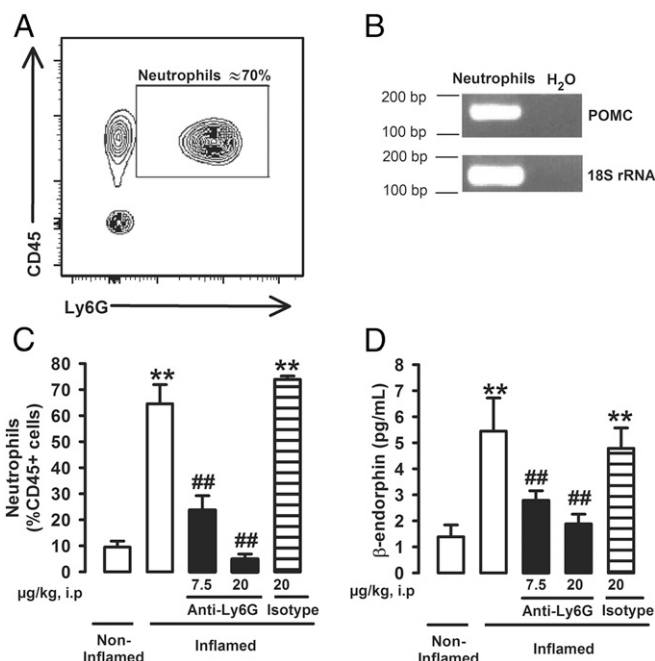 A
Neutrophils ≈70%
CD45
Ly6G
B
Neutrophils H2O
200 bp
100 bp
POMC
200 bp
100 bp
18S rRNA
C
Neutrophils
(%CD45+ cells)
80
70
60
50
40
30
20
10
0
**
##
##
**
µg/kg, i.p
7.5 20 20
Anti-Ly6G Isotype
Non-
Inflamed
Inflamed
D
β-endorphin (pg/mL)
8
7
6
5
4
3
2
1
0
**
##
##
**
µg/kg, i.p
7.5 20 20
Anti-Ly6G Isotype
Non-
Inflamed
Inflamed